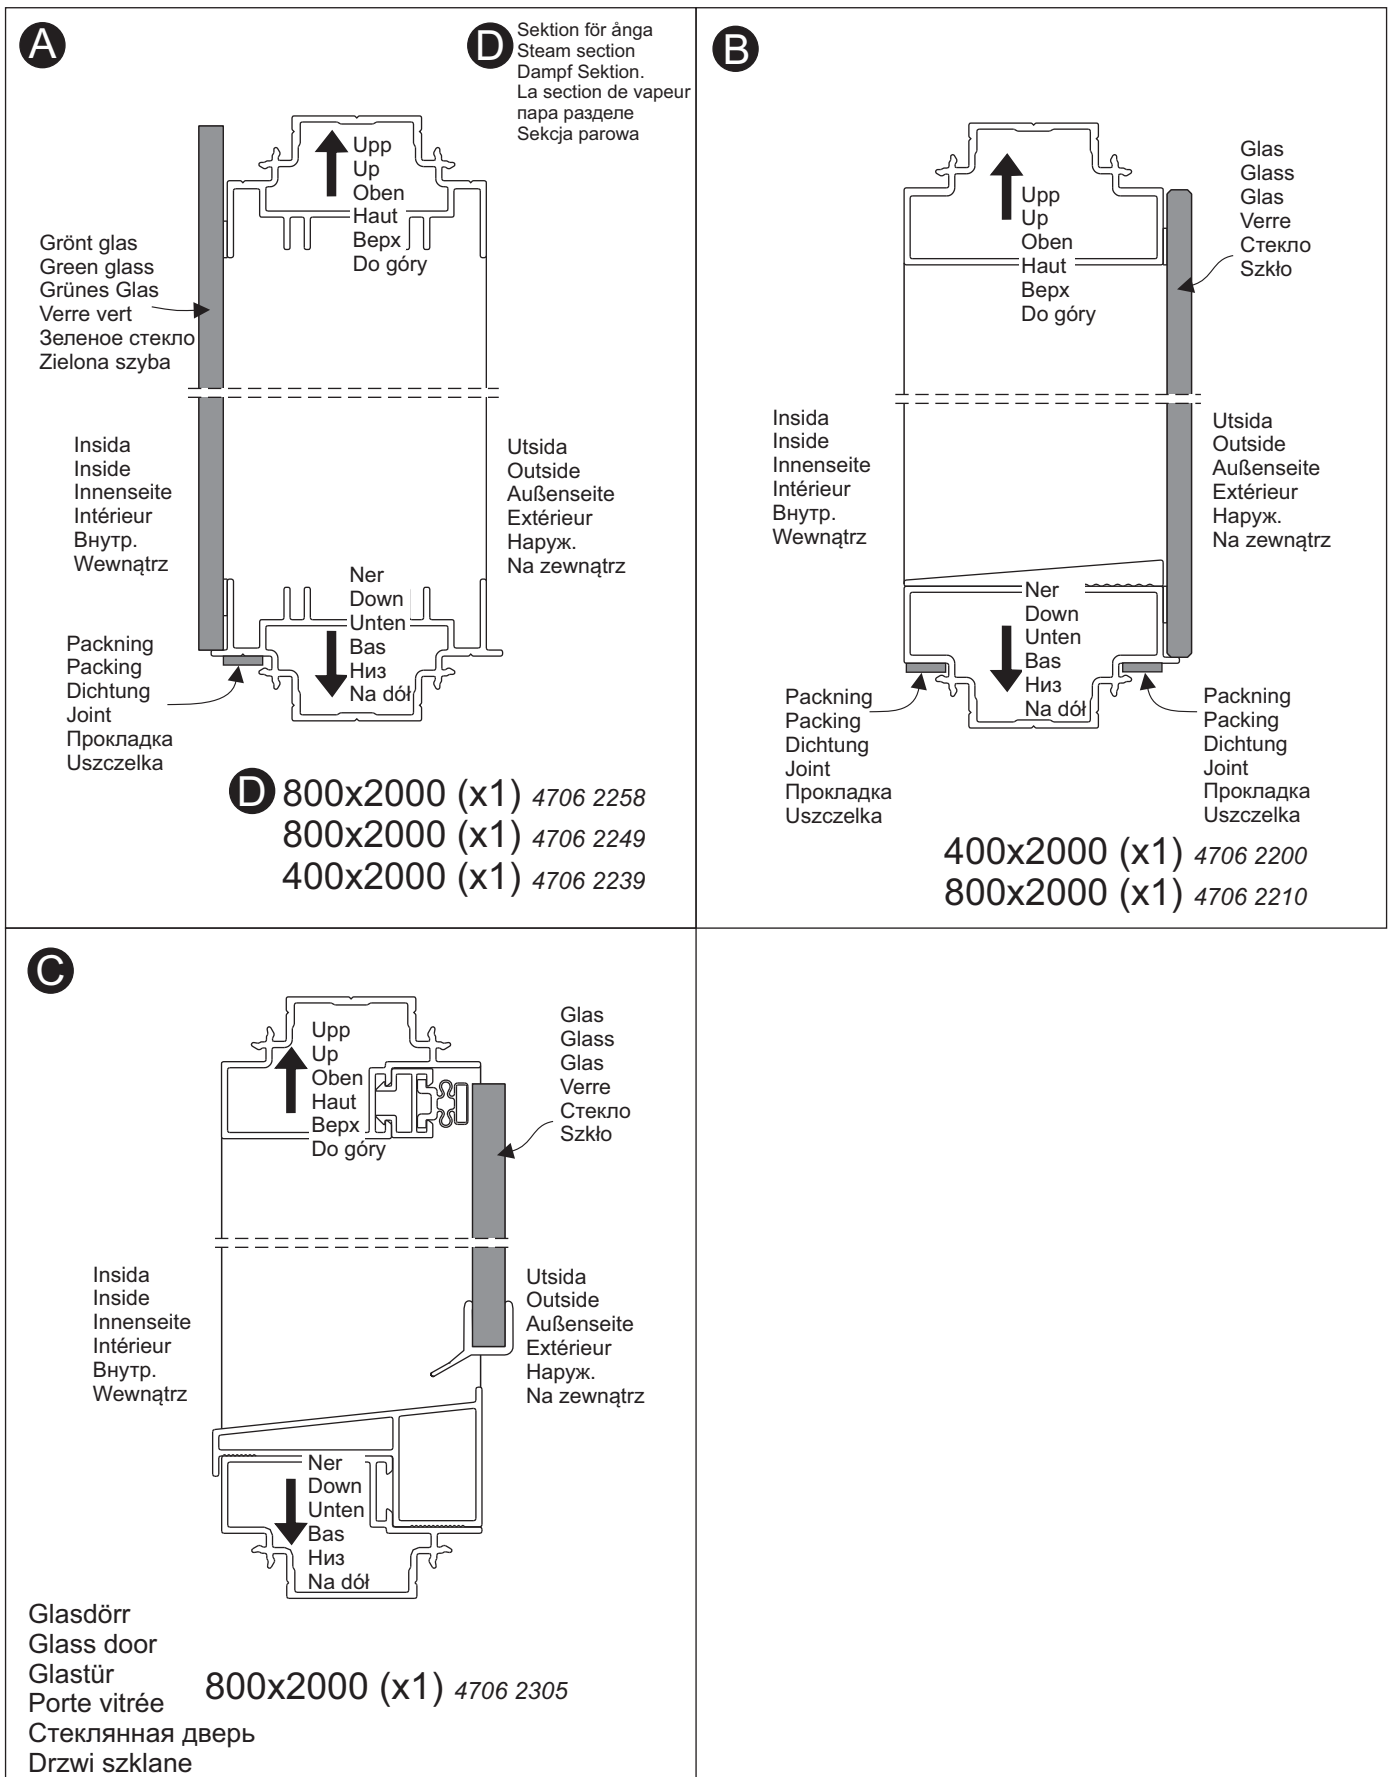 A
D
Sektion för ånga
Steam section
Dampf Sektion.
La section de vapeur
пара разделе
Sekcja parowa
Upp
Up
Oben
Haut
Верх
Do góry
Grönt glas
Green glass
Grünes Glas
Verre vert
Зеленое стекло
Zielona szyba
Insida
Inside
Innenseite
Intérieur
Внутр.
Wewnątrz
Utsida
Outside
Außenseite
Extérieur
Наруж.
Na zewnątrz
Ner
Down
Unten
Bas
Низ
Na dół
Packning
Packing
Dichtung
Joint
Прокладка
Uszczelka
D 800x2000 (x1) 4706 2258
800x2000 (x1) 4706 2249
400x2000 (x1) 4706 2239
B
Upp
Up
Oben
Haut
Верх
Do góry
Glas
Glass
Glas
Verre
Стекло
Szkło
Insida
Inside
Innenseite
Intérieur
Внутр.
Wewnątrz
Utsida
Outside
Außenseite
Extérieur
Наруж.
Na zewnątrz
Ner
Down
Unten
Bas
Низ
Na dół
Packning
Packing
Dichtung
Joint
Прокладка
Uszczelka
Packning
Packing
Dichtung
Joint
Прокладка
Uszczelka
400x2000 (x1) 4706 2200
800x2000 (x1) 4706 2210
C
Upp
Up
Oben
Haut
Верх
Do góry
Glas
Glass
Glas
Verre
Стекло
Szkło
Insida
Inside
Innenseite
Intérieur
Внутр.
Wewnątrz
Utsida
Outside
Außenseite
Extérieur
Наруж.
Na zewnątrz
Ner
Down
Unten
Bas
Низ
Na dół
Glasdörr
Glass door
Glastür
Porte vitrée
Стеклянная дверь
Drzwi szklane
800x2000 (x1) 4706 2305